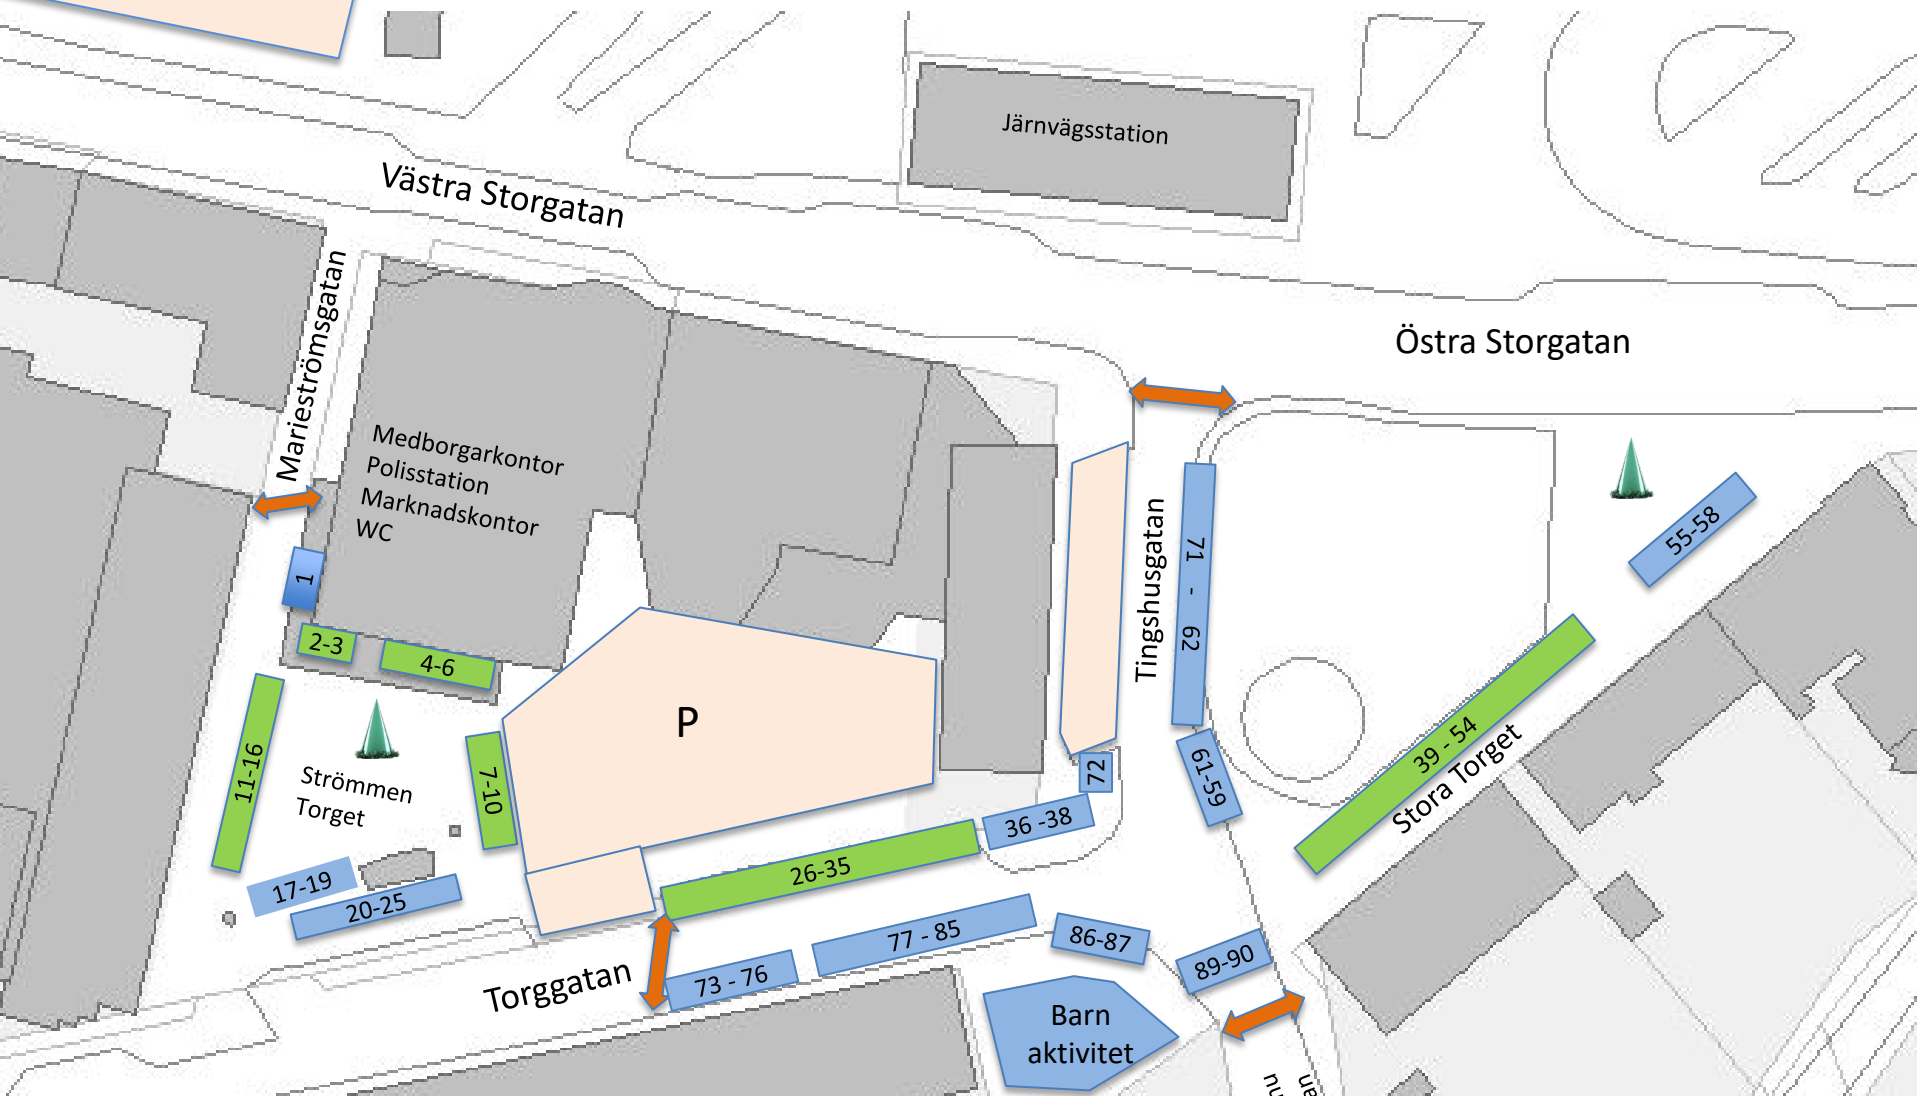 Järnvägsstation
Västra Storgatan
Östra Storgatan
Marieströmsgatan
Medborgarkontor
Polisstation
Marknadskontor
WC
Tingshusgatan
71 - 62
55-58
1
2-3
4-6
P
11-16
7-10
Strömmen
Torget
72
61-59
39 - 54
Stora Torget
36 -38
26-35
17-19
20-25
77 - 85
86-87
89-90
73 - 76
Torggatan
Barn
aktivitet